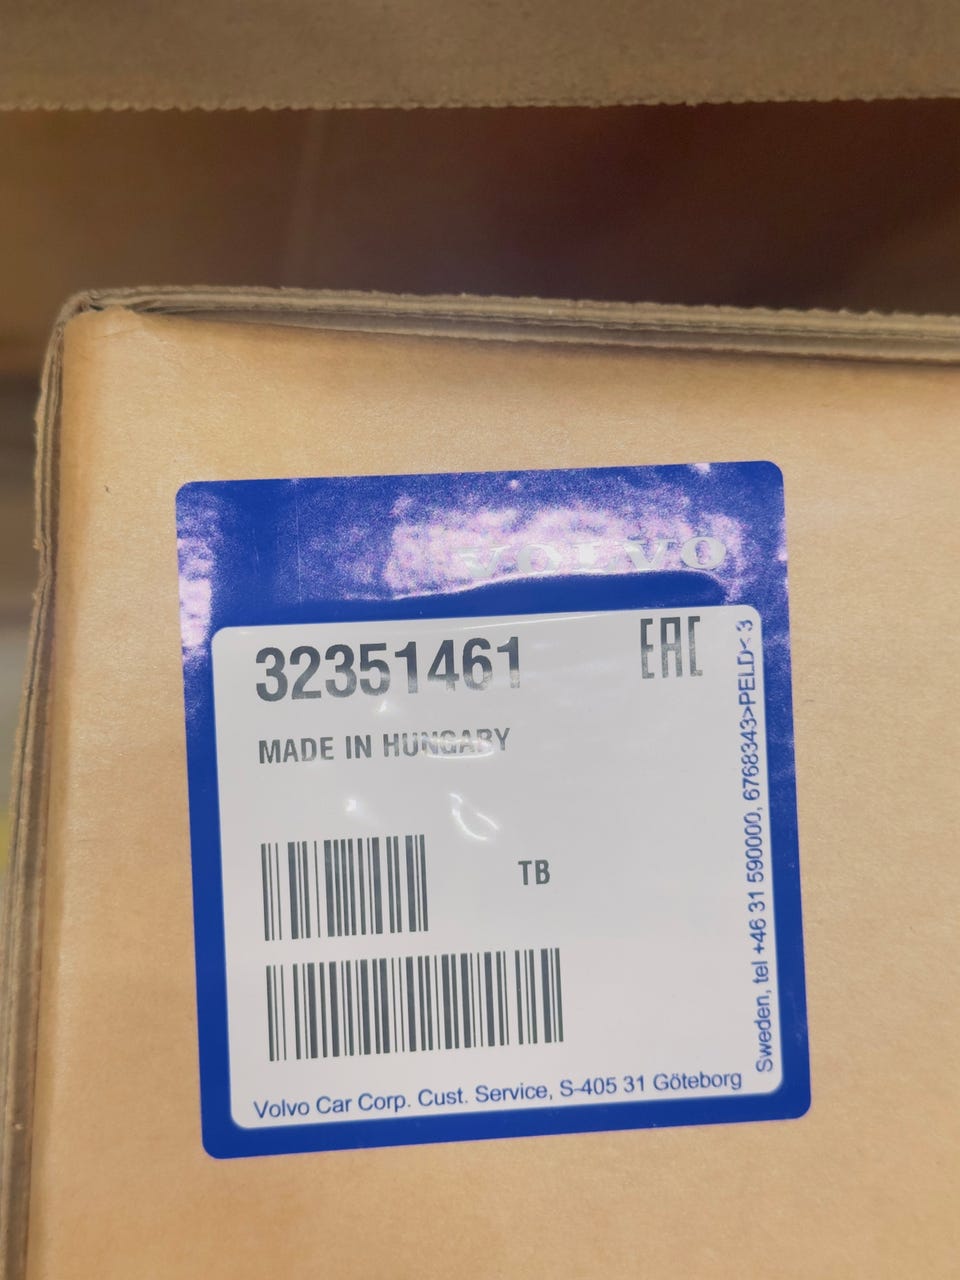 VOLVO
32351461
EAC
MADE IN HUNGARY
TB
Volvo Car Corp. Cust. Service, S-405 31 Göteborg
Sweden, tel +46 31 590000, 6768343>PELD< 3